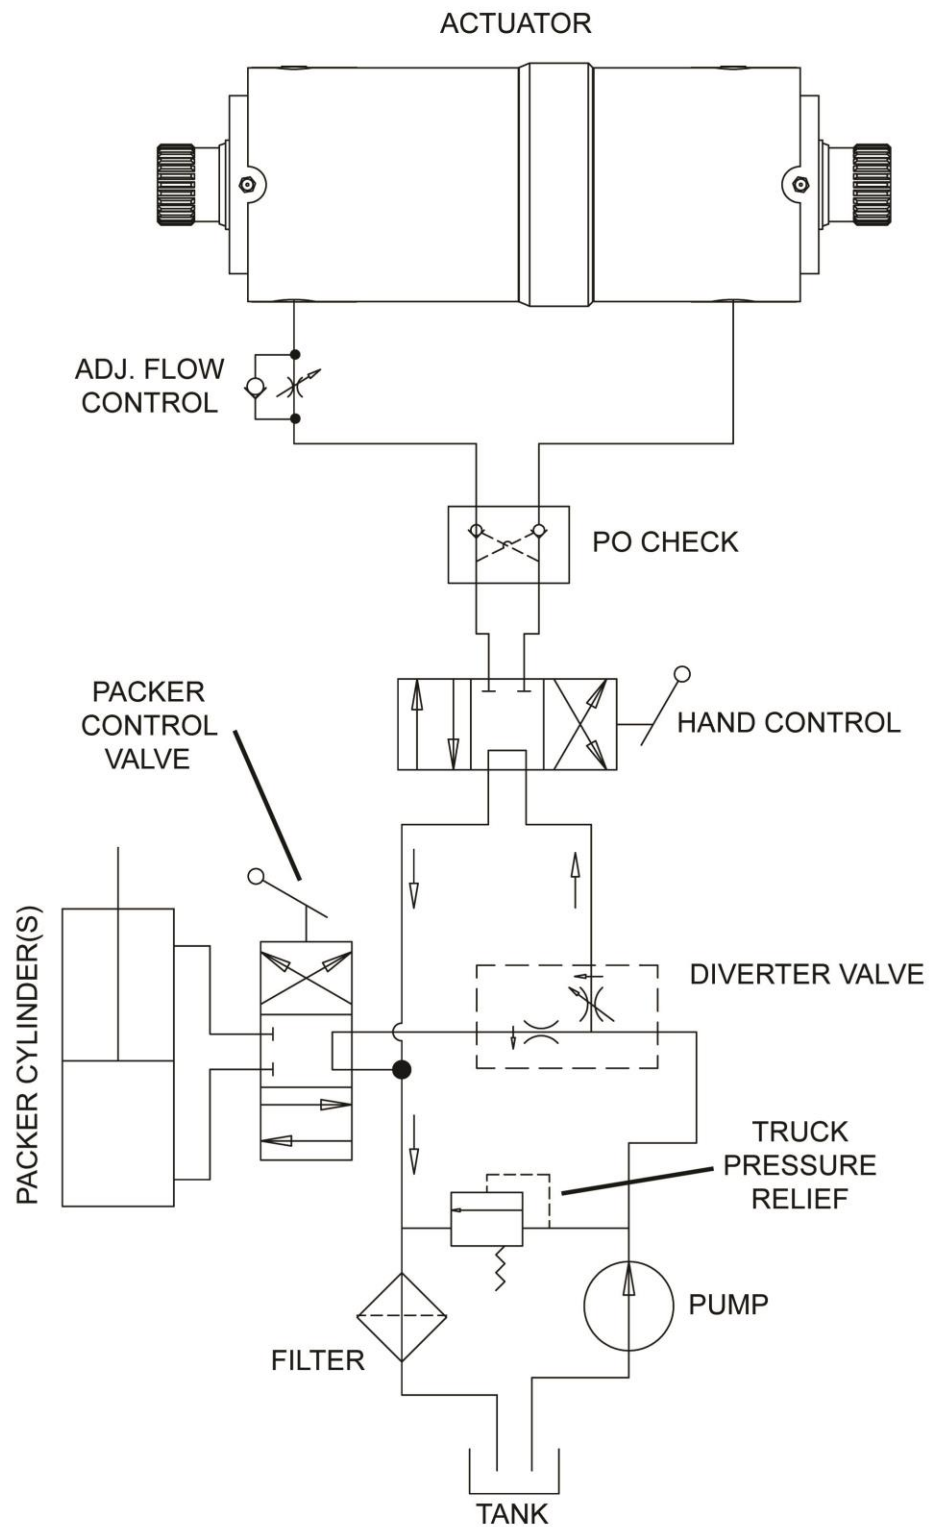 ACTUATOR
ADJ. FLOW
CONTROL
PO CHECK
PACKER
CONTROL
VALVE
HAND CONTROL
PACKER CYLINDER(S)
DIVERTER VALVE
TRUCK
PRESSURE
RELIEF
PUMP
FILTER
TANK